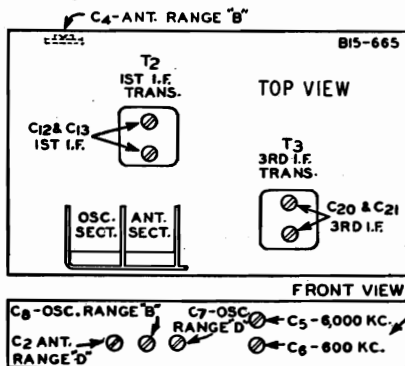 C4-ANT. RANGE "B"
B15-665
T2
1ST I.F.
TRANS.
TOP VIEW
C12 & C13
1ST I.F.
T3
3RD I.F.
TRANS.
C20 & C21
3RD I.F.
OSC. SECT.
ANT. SECT.
FRONT VIEW
C8-OSC. RANGE "B"
C7-OSC
RANGE "D"
C5-6,000 KC.
C2 ANT.
RANGE "D"
C6-600 KC.